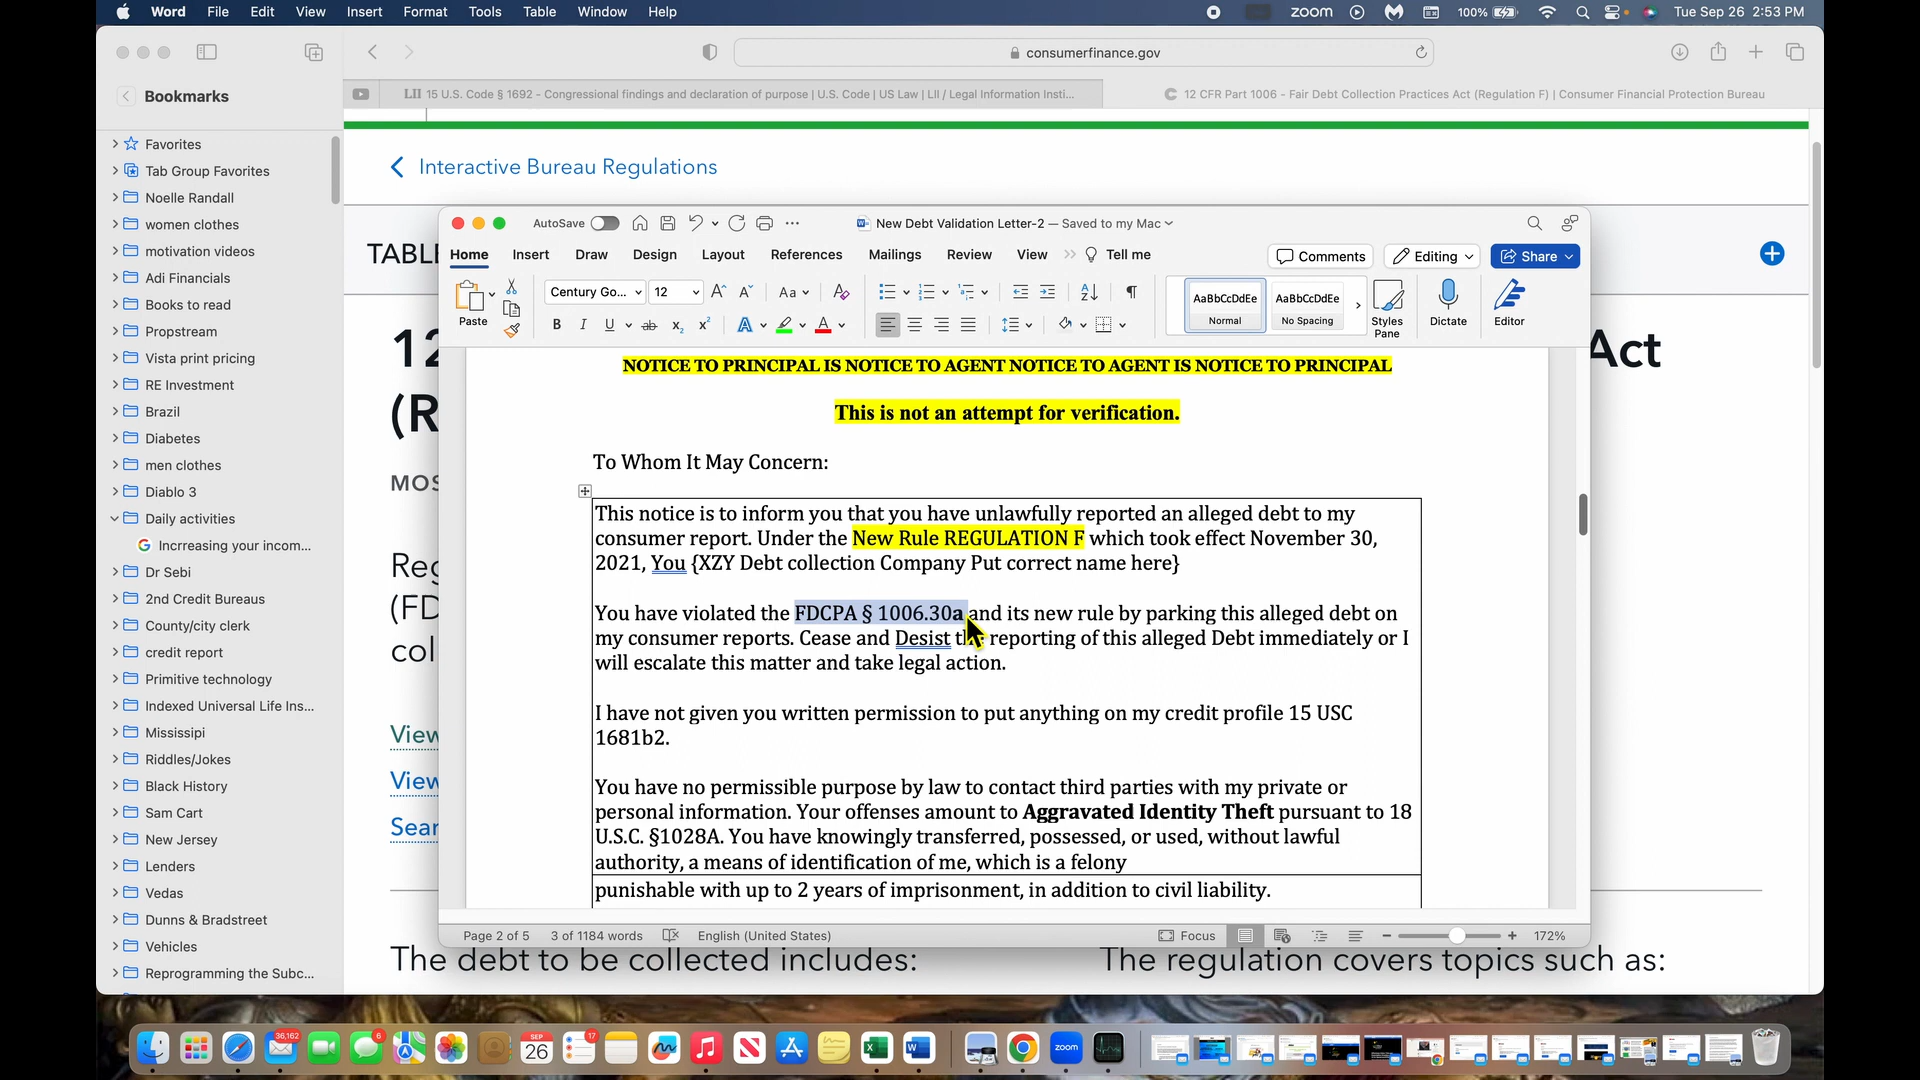 Word File Edit View Insert Format Tools Table Window Help
zoom 100% Tue Sep 26 2:53 PM
consumerfinance.gov
Bookmarks
LII 15 U.S. Code § 1692 - Congressional findings and declaration of purpose | U.S. Code | US Law | LII / Legal Information Insti...
12 CFR Part 1006 - Fair Debt Collection Practices Act (Regulation F) | Consumer Financial Protection Bureau
Favorites
Tab Group Favorites
Noelle Randall
women clothes
motivation videos
Adi Financials
Books to read
Propstream
Vista print pricing
RE Investment
Brazil
Diabetes
men clothes
Diablo 3
Daily activities
Incrreasing your incom...
Dr Sebi
2nd Credit Bureaus
County/city clerk
credit report
Primitive technology
Indexed Universal Life Ins...
Mississipi
Riddles/Jokes
Black History
Sam Cart
New Jersey
Lenders
Vedas
Dunns & Bradstreet
Vehicles
Reprogramming the Subc...
Interactive Bureau Regulations
TABLE
12
Act
(R
MOS
Reg
(FD
col
View
View
Sear
The debt to be collected includes:
The regulation covers topics such as:
AutoSave
New Debt Validation Letter-2 — Saved to my Mac
Home Insert Draw Design Layout References Mailings Review View Tell me
Comments Editing Share
Paste
Century Go... 12
AaBbCcDdEe
Normal
AaBbCcDdEe
No Spacing
Styles
Pane
Dictate
Editor
NOTICE TO PRINCIPAL IS NOTICE TO AGENT NOTICE TO AGENT IS NOTICE TO PRINCIPAL
This is not an attempt for verification.
To Whom It May Concern:
This notice is to inform you that you have unlawfully reported an alleged debt to my
consumer report. Under the New Rule REGULATION F which took effect November 30,
2021, You {XZY Debt collection Company Put correct name here}
You have violated the FDCPA § 1006.30a and its new rule by parking this alleged debt on
my consumer reports. Cease and Desist the reporting of this alleged Debt immediately or I
will escalate this matter and take legal action.
I have not given you written permission to put anything on my credit profile 15 USC
1681b2.
You have no permissible purpose by law to contact third parties with my private or
personal information. Your offenses amount to Aggravated Identity Theft pursuant to 18
U.S.C. §1028A. You have knowingly transferred, possessed, or used, without lawful
authority, a means of identification of me, which is a felony
punishable with up to 2 years of imprisonment, in addition to civil liability.
Page 2 of 5 3 of 1184 words English (United States) Focus 172%
36,162
6
SEP
26
17
zoom